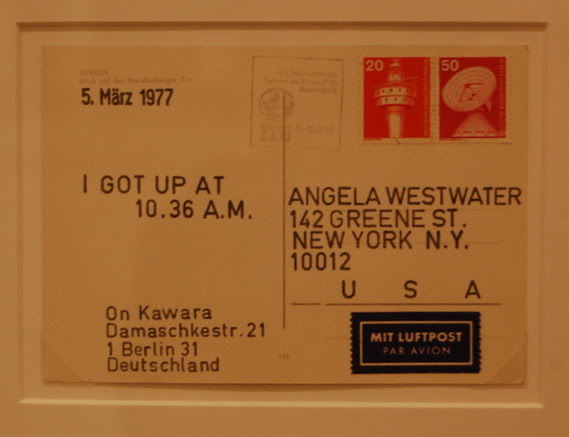 BERLIN
Blick auf das Brandenburger Tor
5. März 1977
20
50
I GOT UP AT
10.36 A.M.
ANGELA WESTWATER
142 GREENE ST.
NEW YORK N.Y.
10012
U S A
On Kawara
Damaschkestr. 21
1 Berlin 31
Deutschland
MIT LUFTPOST
PAR AVION